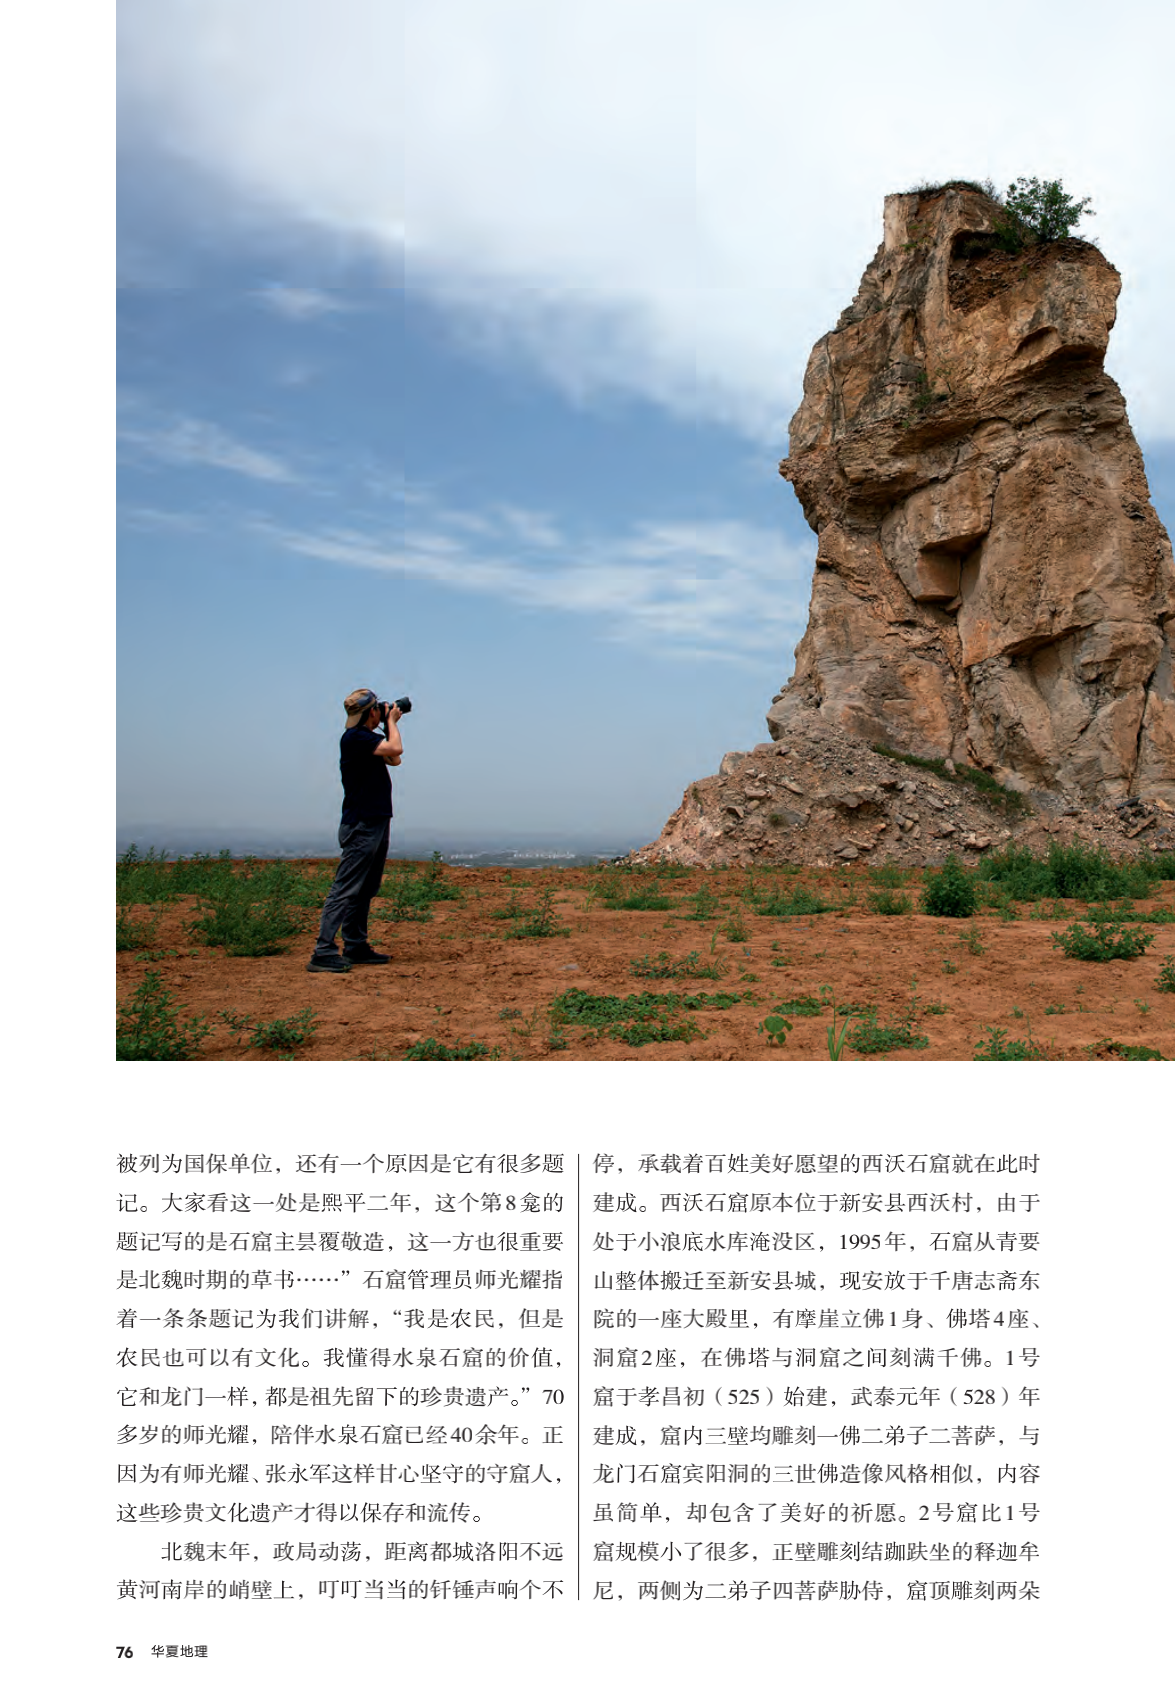 被列为国保单位，还有一个原因是它有很多题
记。大家看这一处是熙平二年，这个第8龛的
题记写的是石窟主昙覆敬造，这一方也很重要
是北魏时期的草书……”石窟管理员师光耀指
着一条条题记为我们讲解，“我是农民，但是
农民也可以有文化。我懂得水泉石窟的价值，
它和龙门一样，都是祖先留下的珍贵遗产。”70
多岁的师光耀，陪伴水泉石窟已经40余年。正
因为有师光耀、张永军这样甘心坚守的守窟人，
这些珍贵文化遗产才得以保存和流传。
北魏末年，政局动荡，距离都城洛阳不远
黄河南岸的峭壁上，叮叮当当的钎锤声响个不
停，承载着百姓美好愿望的西沃石窟就在此时
建成。西沃石窟原本位于新安县西沃村，由于
处于小浪底水库淹没区，1995年，石窟从青要
山整体搬迁至新安县城，现安放于千唐志斋东
院的一座大殿里，有摩崖立佛1身、佛塔4座、
洞窟2座，在佛塔与洞窟之间刻满千佛。1号
窟于孝昌初（525）始建，武泰元年（528）年
建成，窟内三壁均雕刻一佛二弟子二菩萨，与
龙门石窟宾阳洞的三世佛造像风格相似，内容
虽简单，却包含了美好的祈愿。2号窟比1号
窟规模小了很多，正壁雕刻结跏趺坐的释迦牟
尼，两侧为二弟子四菩萨胁侍，窟顶雕刻两朵
76 华夏地理